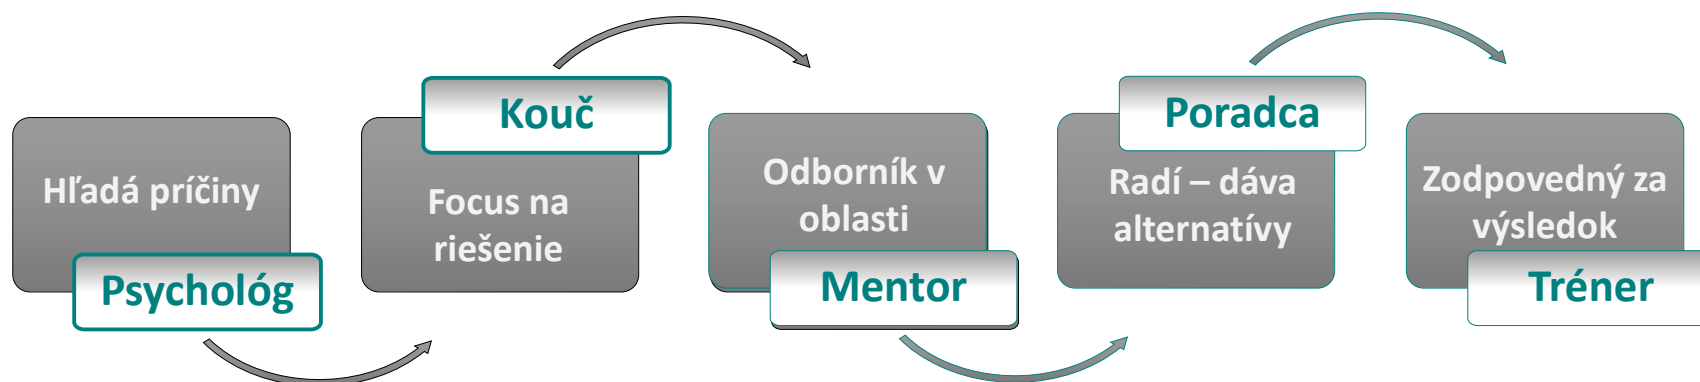 Hľadá príčiny
Psychológ
Kouč
Focus na
riešenie
Odborník v
oblasti
Mentor
Poradca
Radí – dáva
alternatívy
Zodpovedný za
výsledok
Tréner